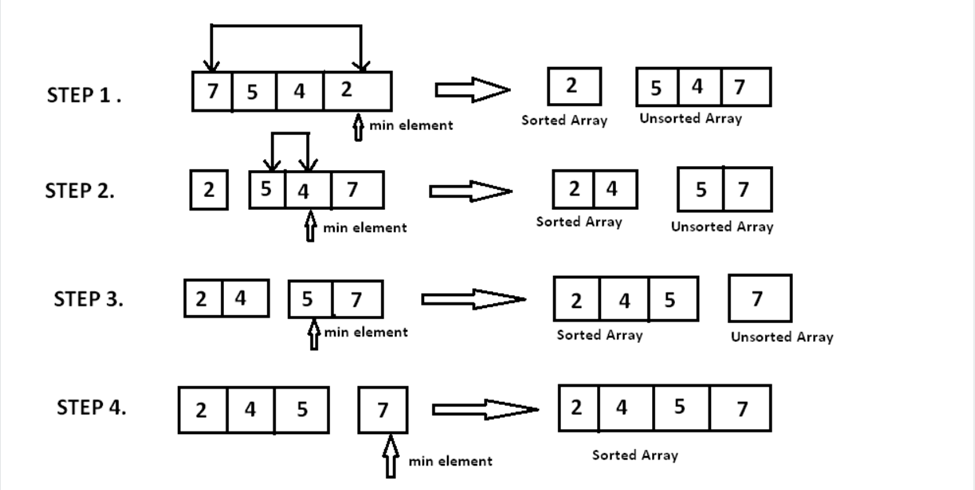 STEP 1 .
7 5 4 2
min element
2
Sorted Array
5 4 7
Unsorted Array
STEP 2.
2
5 4 7
min element
2 4
Sorted Array
5 7
Unsorted Array
STEP 3.
2 4
5 7
min element
2 4 5
Sorted Array
7
Unsorted Array
STEP 4.
2 4 5
7
min element
2 4 5 7
Sorted Array